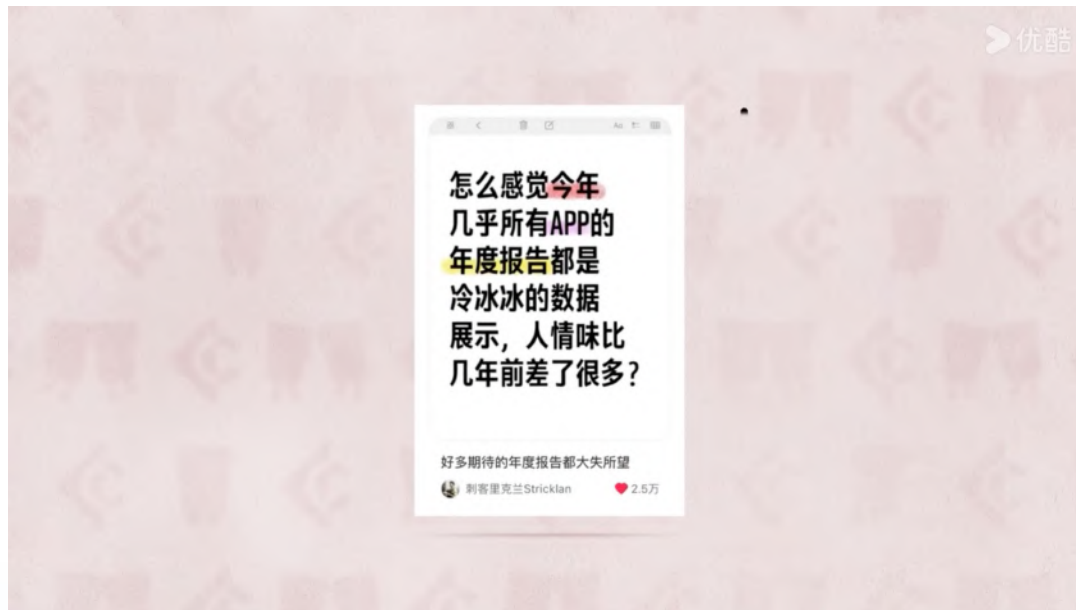 优酷
怎么感觉今年
几乎所有APP的
年度报告都是
冷冰冰的数据
展示，人情味比
几年前差了很多？
好多期待的年度报告都大失所望
刺客里克兰Stricklan
2.5万